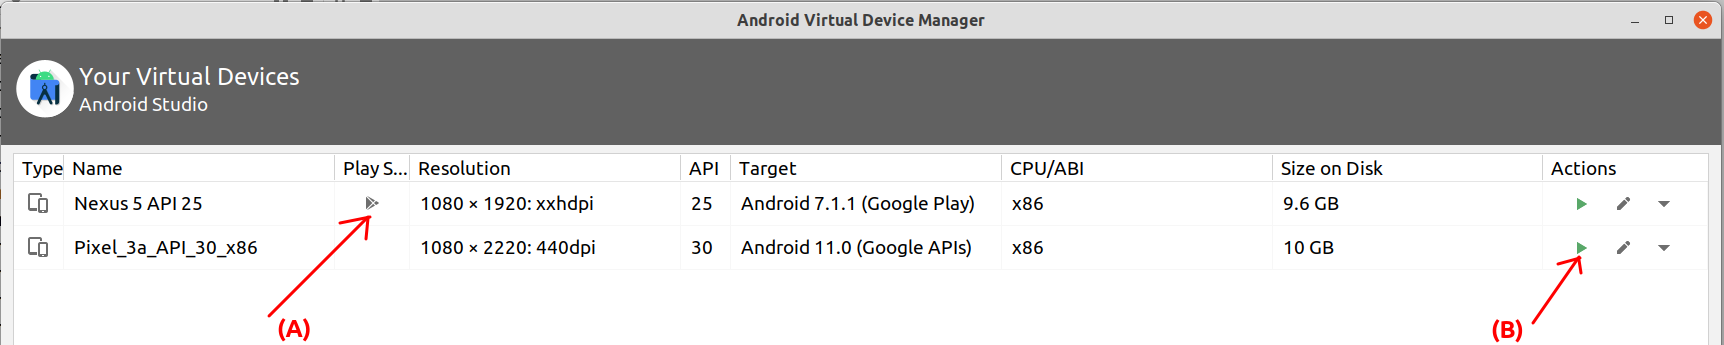 Android Virtual Device Manager
Your Virtual Devices
Android Studio
Type Name Play S... Resolution API Target CPU/ABI Size on Disk Actions
Nexus 5 API 25 1080 × 1920: xxhdpi 25 Android 7.1.1 (Google Play) x86 9.6 GB
Pixel_3a_API_30_x86 1080 × 2220: 440dpi 30 Android 11.0 (Google APIs) x86 10 GB
(A) (B)